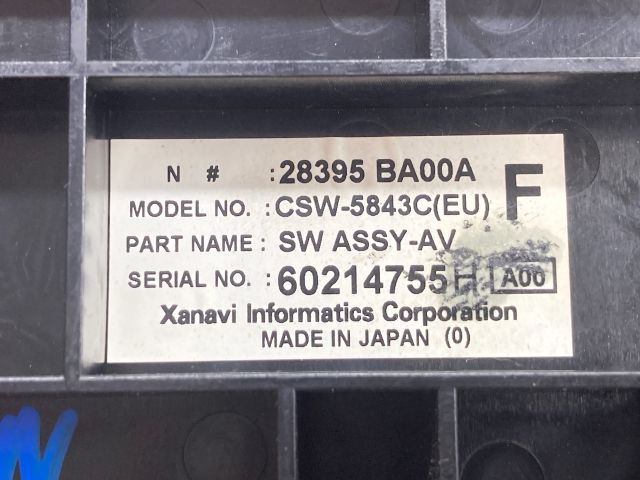 N # : 28395 BA00A F
MODEL NO. : CSW-5843C(EU)
PART NAME : SW ASSY-AV
SERIAL NO. : 60214755H A00
Xanavi Informatics Corporation
MADE IN JAPAN (0)